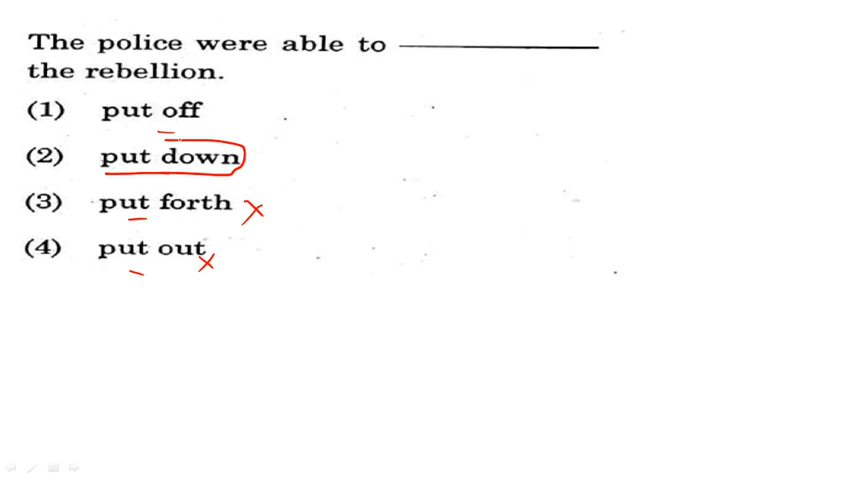 The police were able to ——————
the rebellion.
(1) put off
(2) put down
(3) put forth
(4) put out